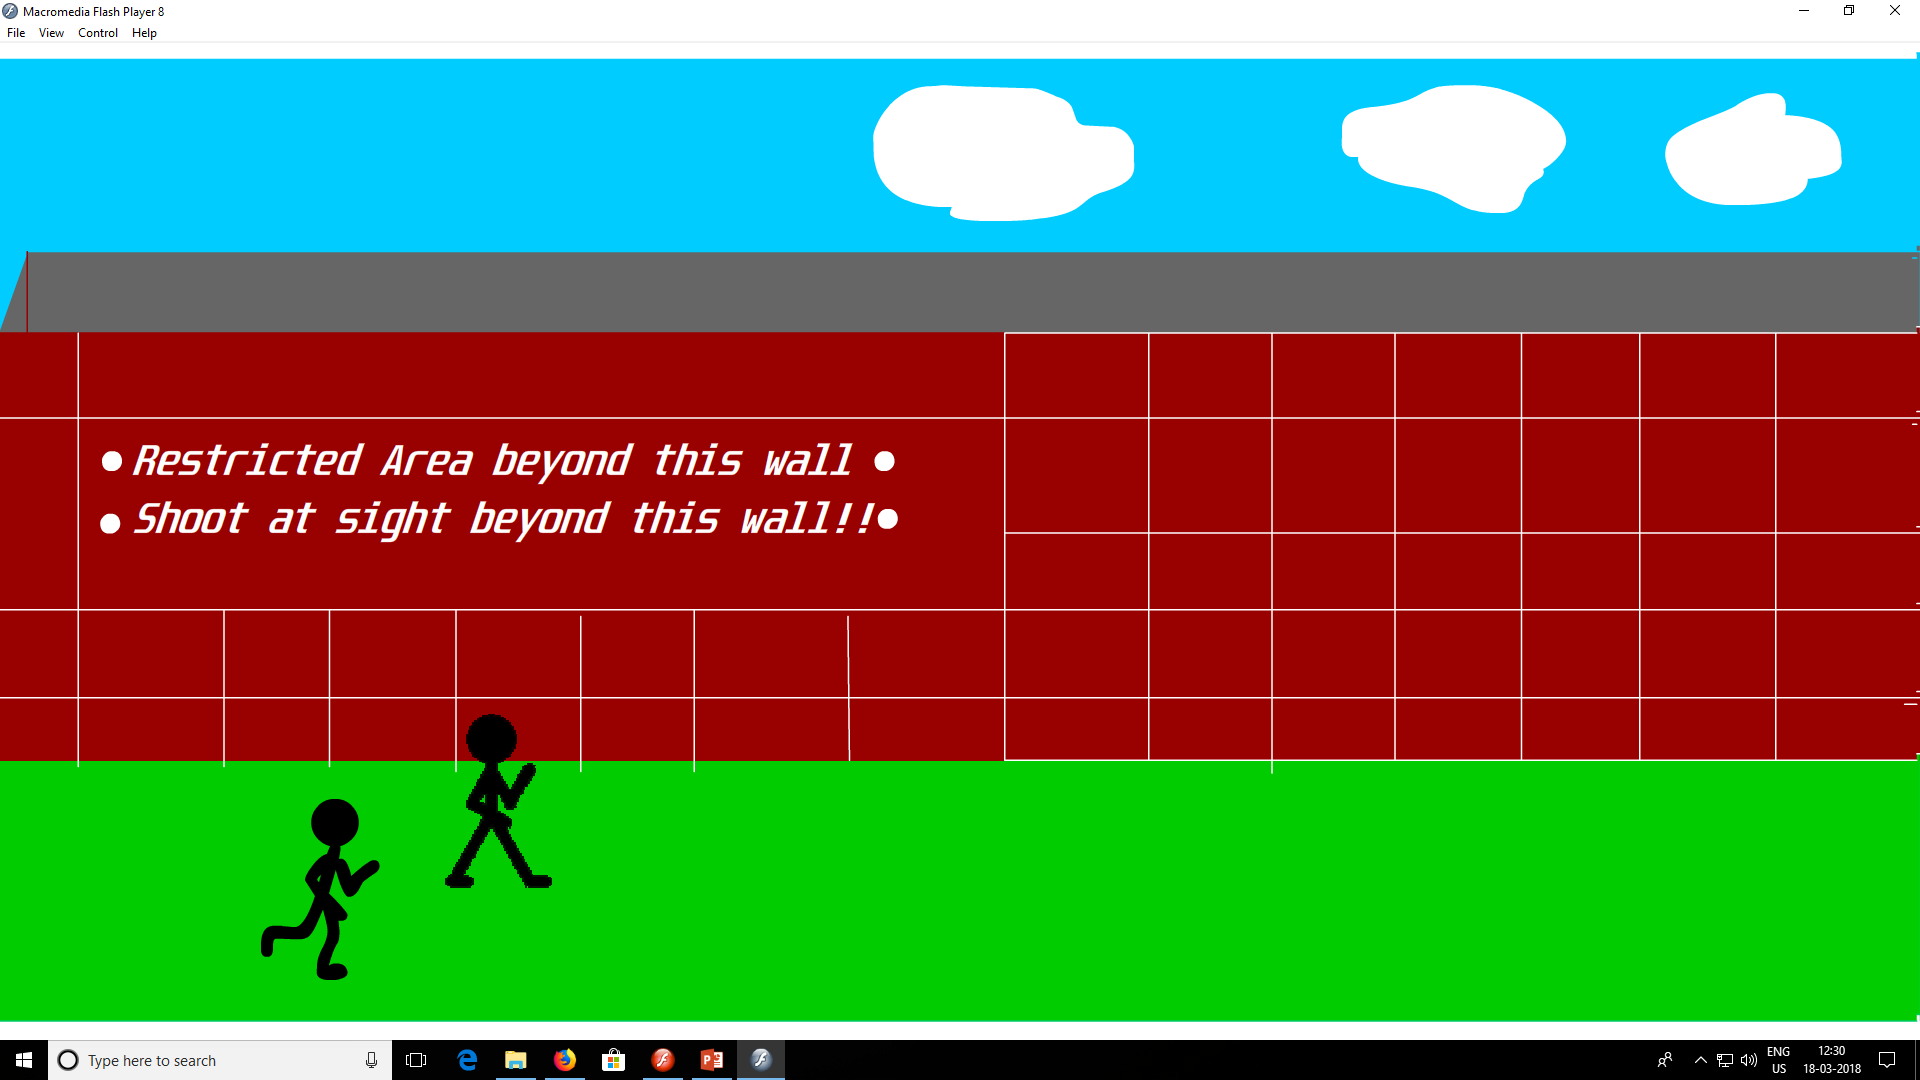 Macromedia Flash Player 8
File View Control Help
Restricted Area beyond this wall
Shoot at sight beyond this wall!!
Type here to search
ENG
US
12:30
18-03-2018